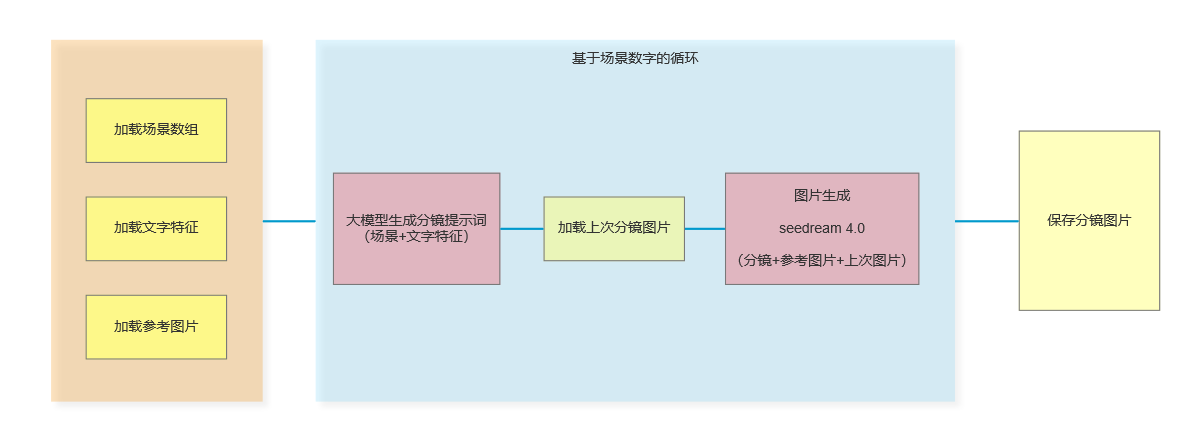 加载场景数组
加载文字特征
加载参考图片
基于场景数字的循环
大模型生成分镜提示词
（场景+文字特征）
加载上次分镜图片
图片生成
seedream 4.0
（分镜+参考图片+上次图片）
保存分镜图片